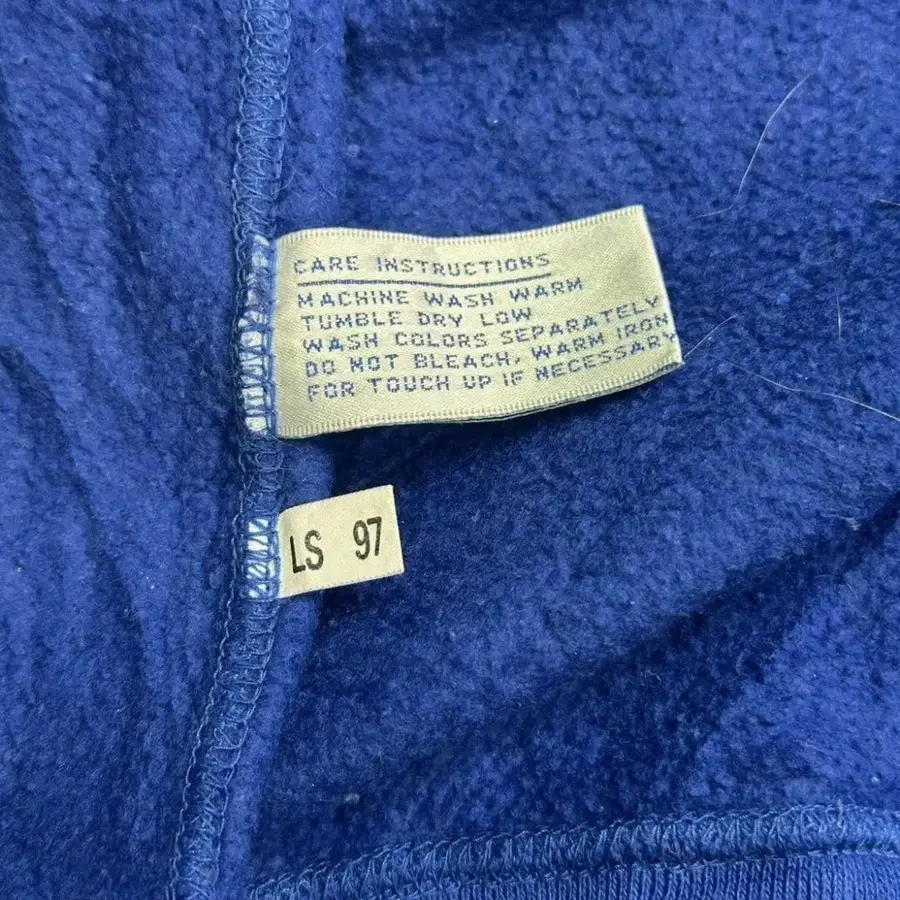 CARE INSTRUCTIONS
MACHINE WASH WARM
TUMBLE DRY LOW
WASH COLORS SEPARATELY
DO NOT BLEACH, WARM IRON
FOR TOUCH UP IF NECESSARY
LS 97